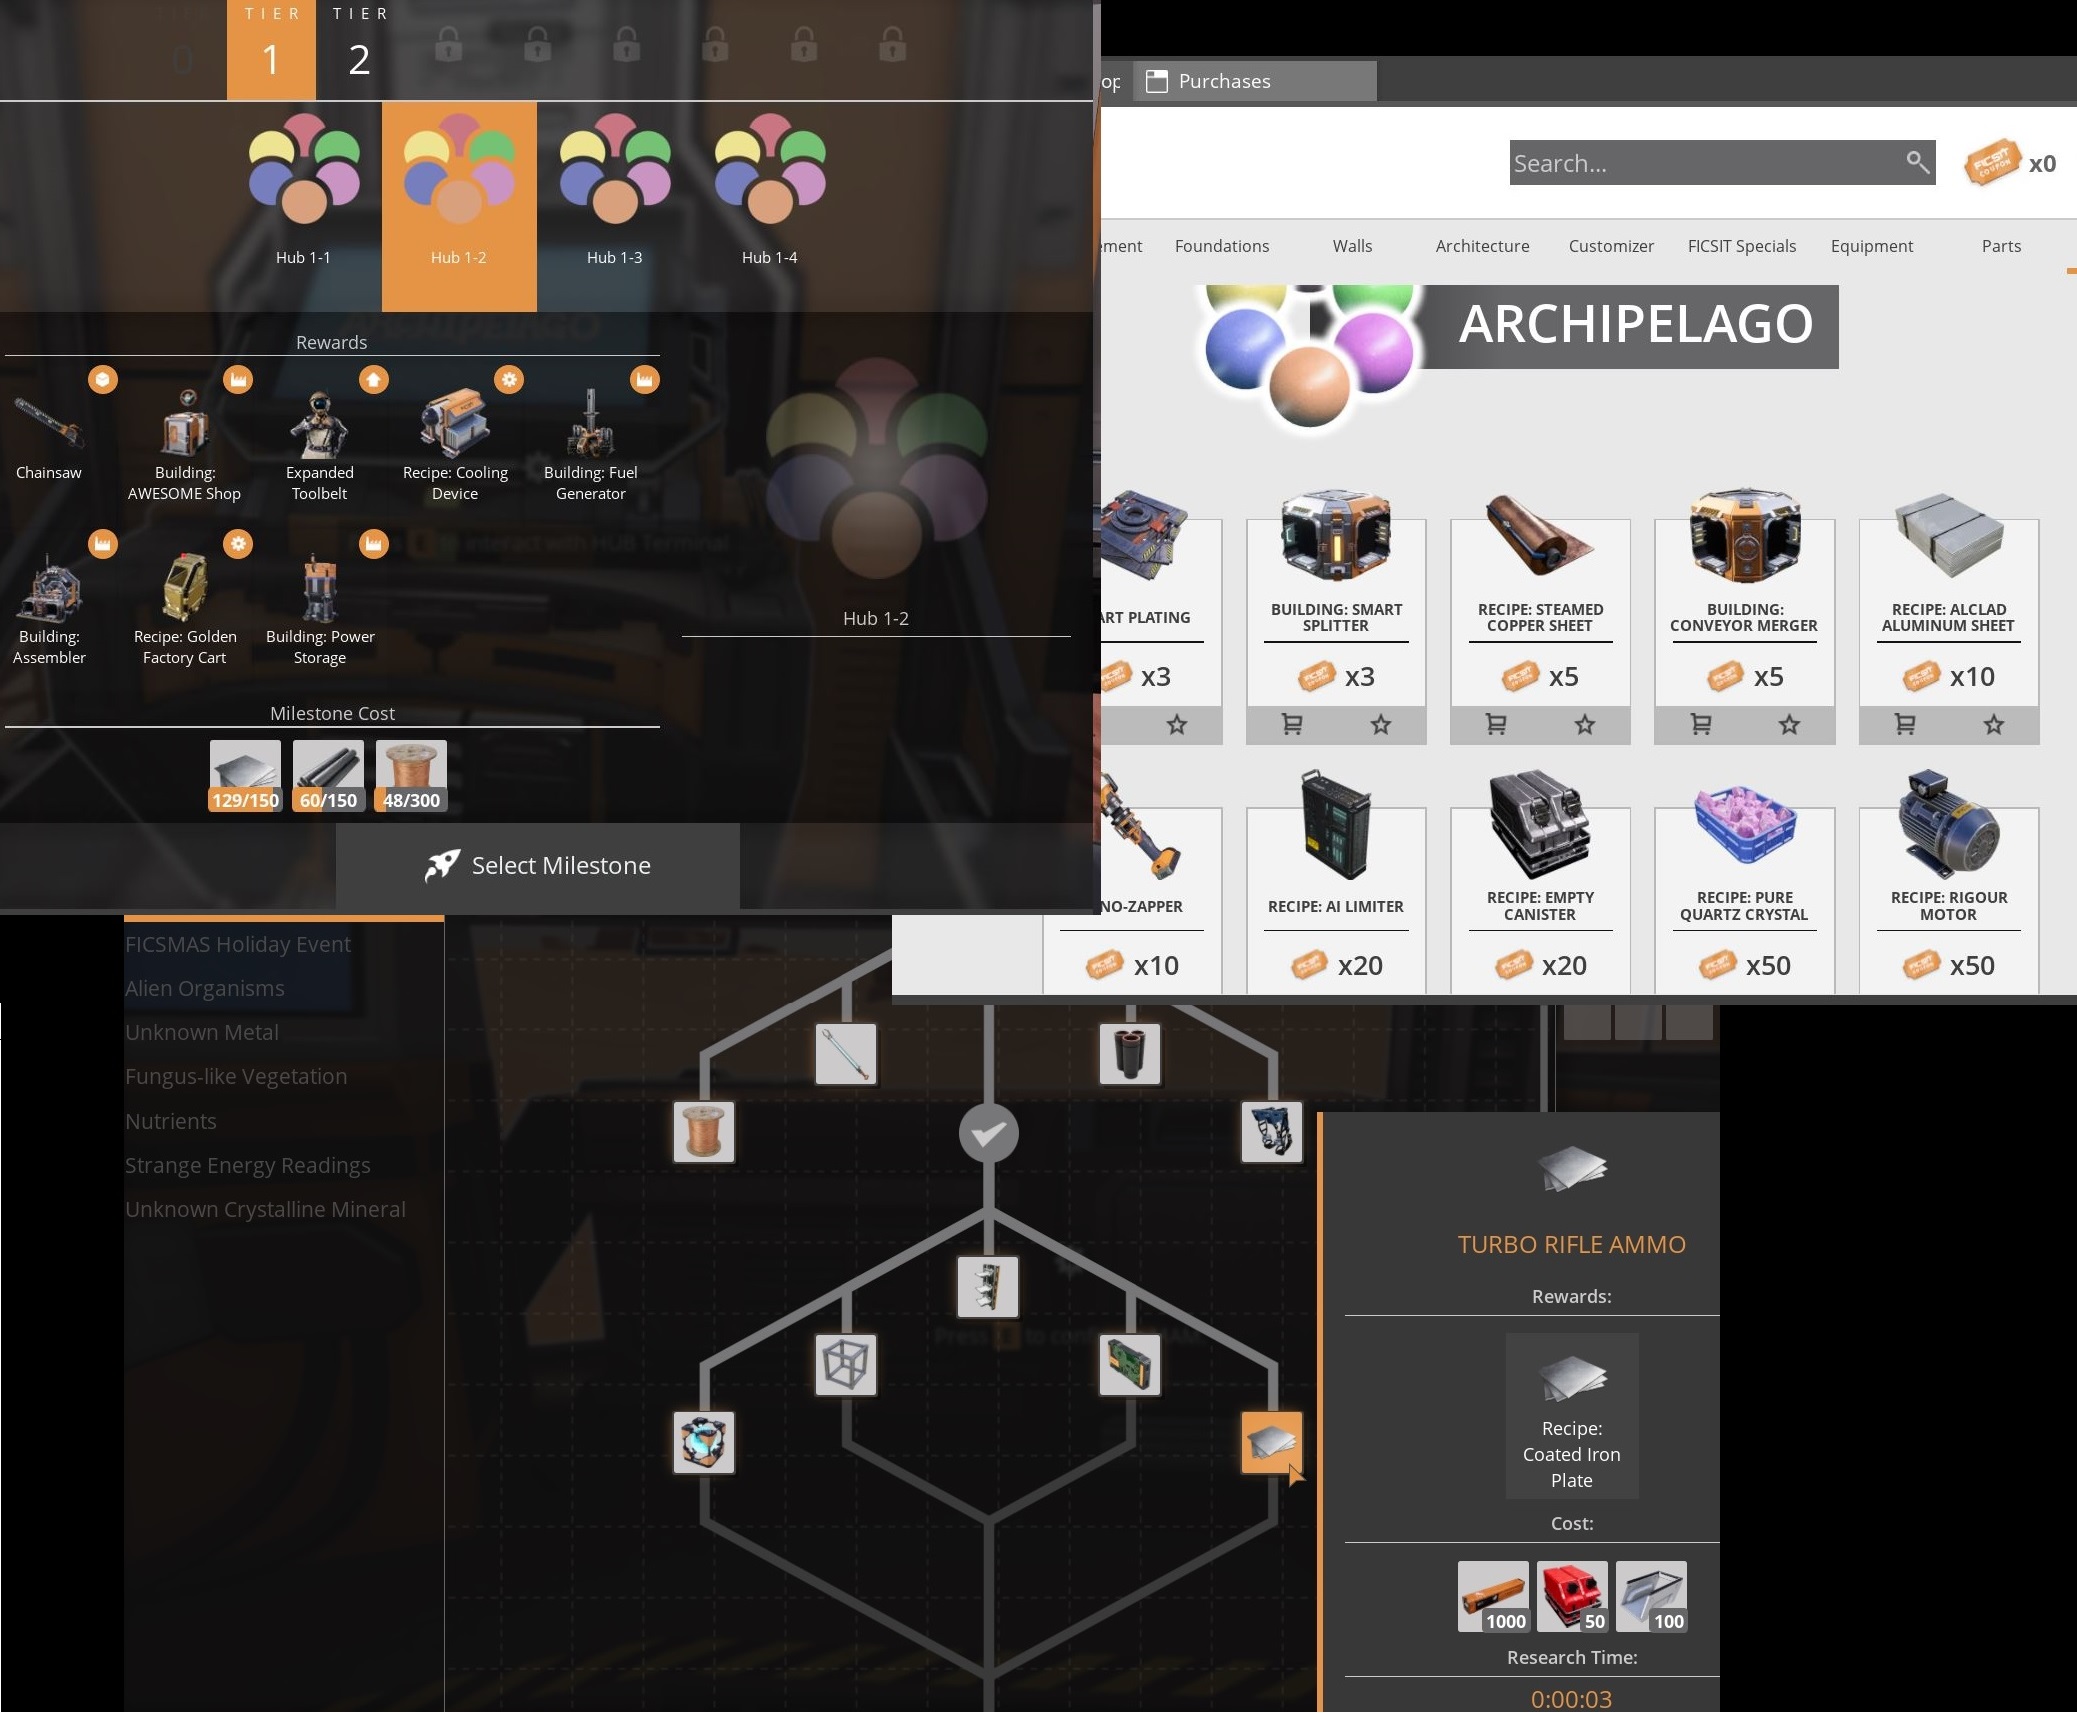 TIER
TIER
0
1
2
Hub 1-1
Hub 1-2
Hub 1-3
Hub 1-4
Rewards
Chainsaw
Building:
AWESOME Shop
Expanded
Toolbelt
Recipe: Cooling
Device
Building: Fuel
Generator
Building:
Assembler
Recipe: Golden
Factory Cart
Building: Power
Storage
Milestone Cost
129/150
60/150
48/300
Hub 1-2
Select Milestone
op
Purchases
Search...
FICSIT
COUPON
x0
ement
Foundations
Walls
Architecture
Customizer
FICSIT Specials
Equipment
Parts
ARCHIPELAGO
ART PLATING
x3
BUILDING: SMART
SPLITTER
x3
RECIPE: STEAMED
COPPER SHEET
x5
BUILDING:
CONVEYOR MERGER
x5
RECIPE: ALCLAD
ALUMINUM SHEET
x10
NO-ZAPPER
x10
RECIPE: AI LIMITER
x20
RECIPE: EMPTY
CANISTER
x20
RECIPE: PURE
QUARTZ CRYSTAL
x50
RECIPE: RIGOUR
MOTOR
x50
FICSMAS Holiday Event
Alien Organisms
Unknown Metal
Fungus-like Vegetation
Nutrients
Strange Energy Readings
Unknown Crystalline Mineral
TURBO RIFLE AMMO
Rewards:
Recipe:
Coated Iron
Plate
Cost:
1000
50
100
Research Time:
0:00:03